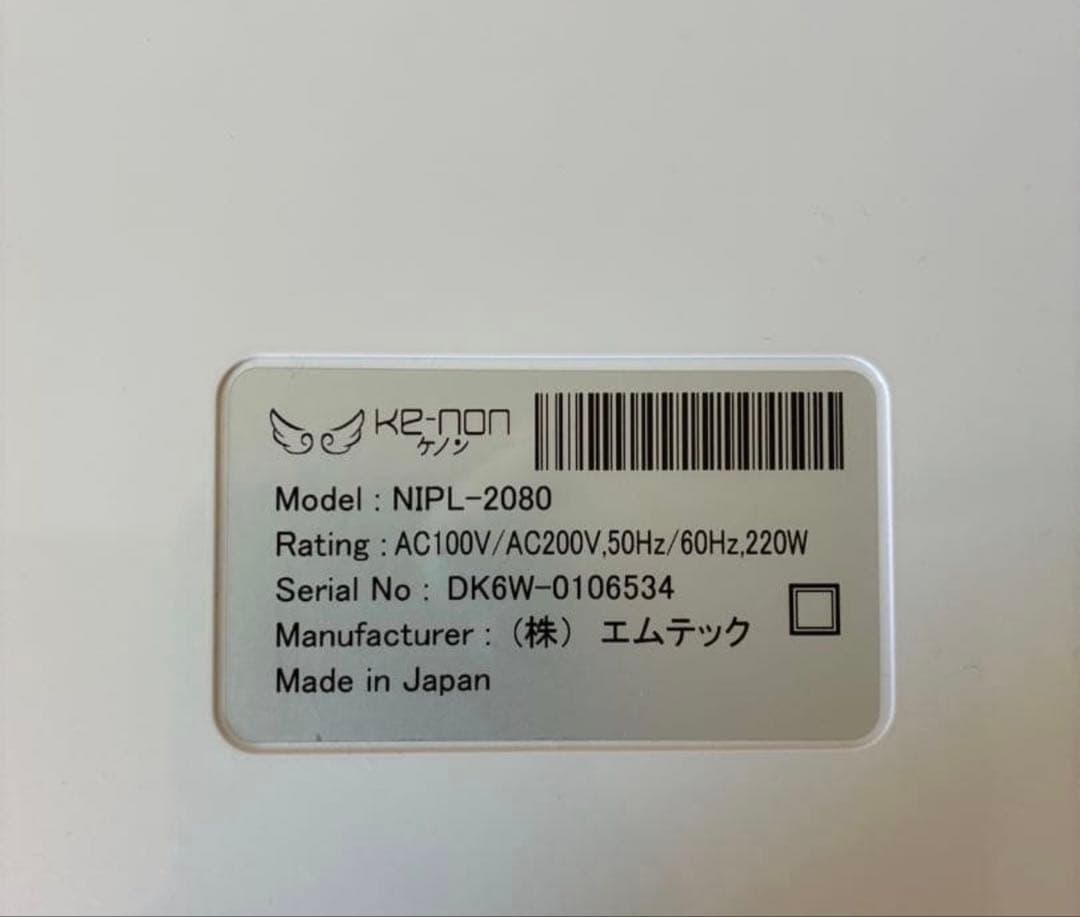 ke-non
ケノン
Model : NIPL-2080
Rating : AC100V/AC200V,50Hz/60Hz,220W
Serial No : DK6W-0106534
Manufacturer : （株） エムテック
Made in Japan